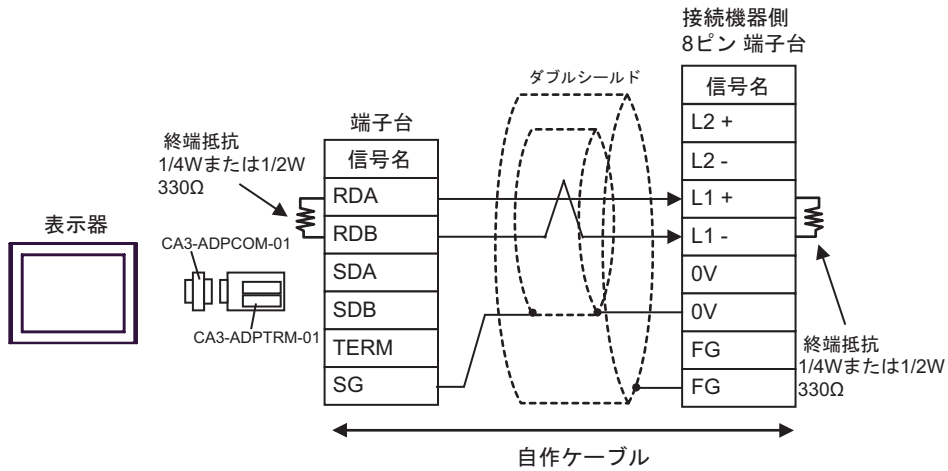 接続機器側
8ピン 端子台
ダブルシールド
信号名
L2 +
L2 -
L1 +
L1 -
0V
0V
FG
FG
端子台
信号名
RDA
RDB
SDA
SDB
TERM
SG
終端抵抗
1/4Wまたは1/2W
330Ω
表示器
CA3-ADPCOM-01
CA3-ADPTRM-01
終端抵抗
1/4Wまたは1/2W
330Ω
自作ケーブル